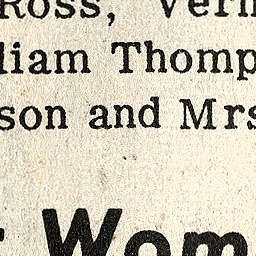 Ross, Vern
liam Thomp
son and Mrs
r Wom